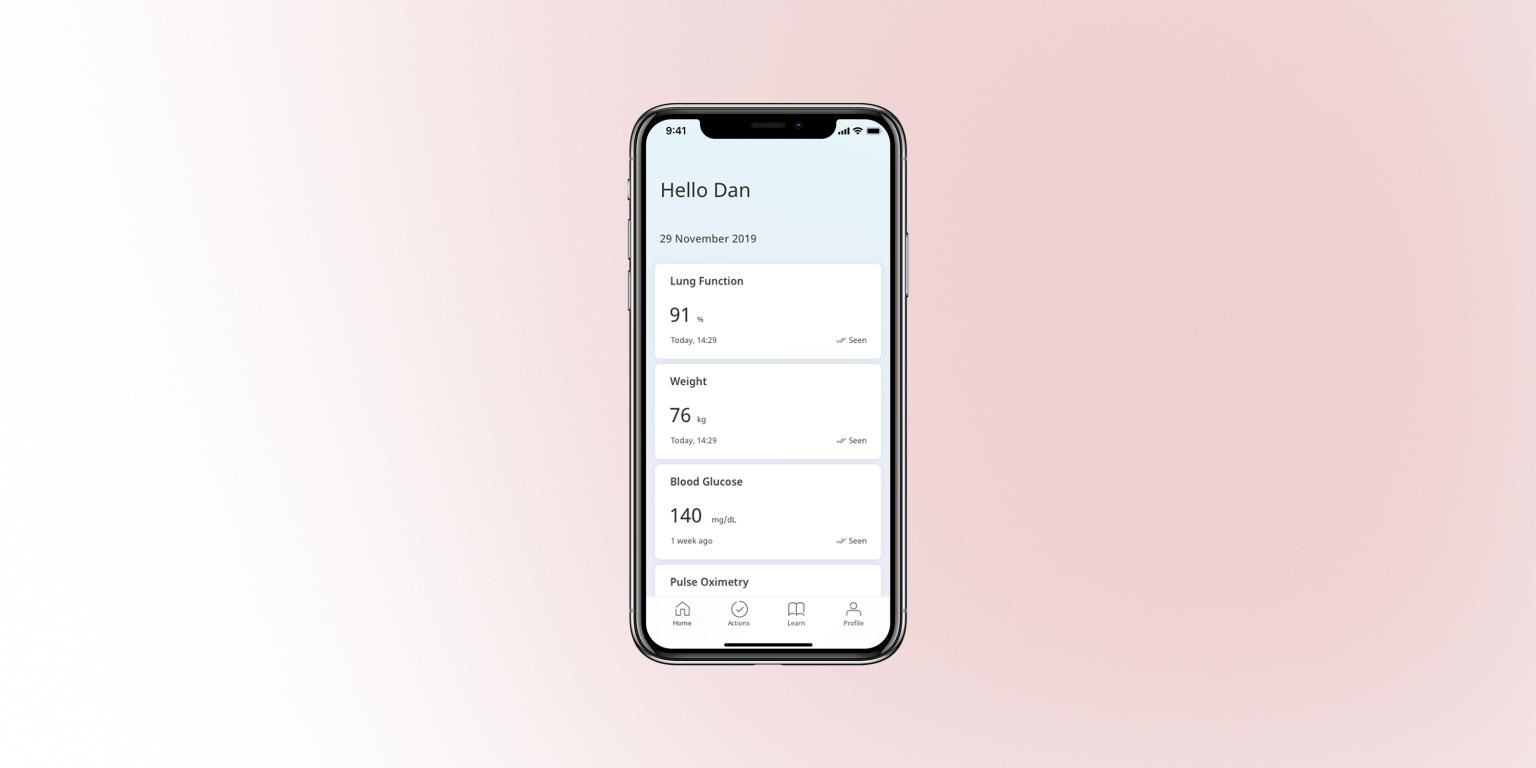 9:41
Hello Dan
29 November 2019
Lung Function
91 %
Today, 14:29 Seen
Weight
76 kg
Today, 14:29 Seen
Blood Glucose
140 mg/dL
1 week ago Seen
Pulse Oximetry
Home Actions Learn Profile